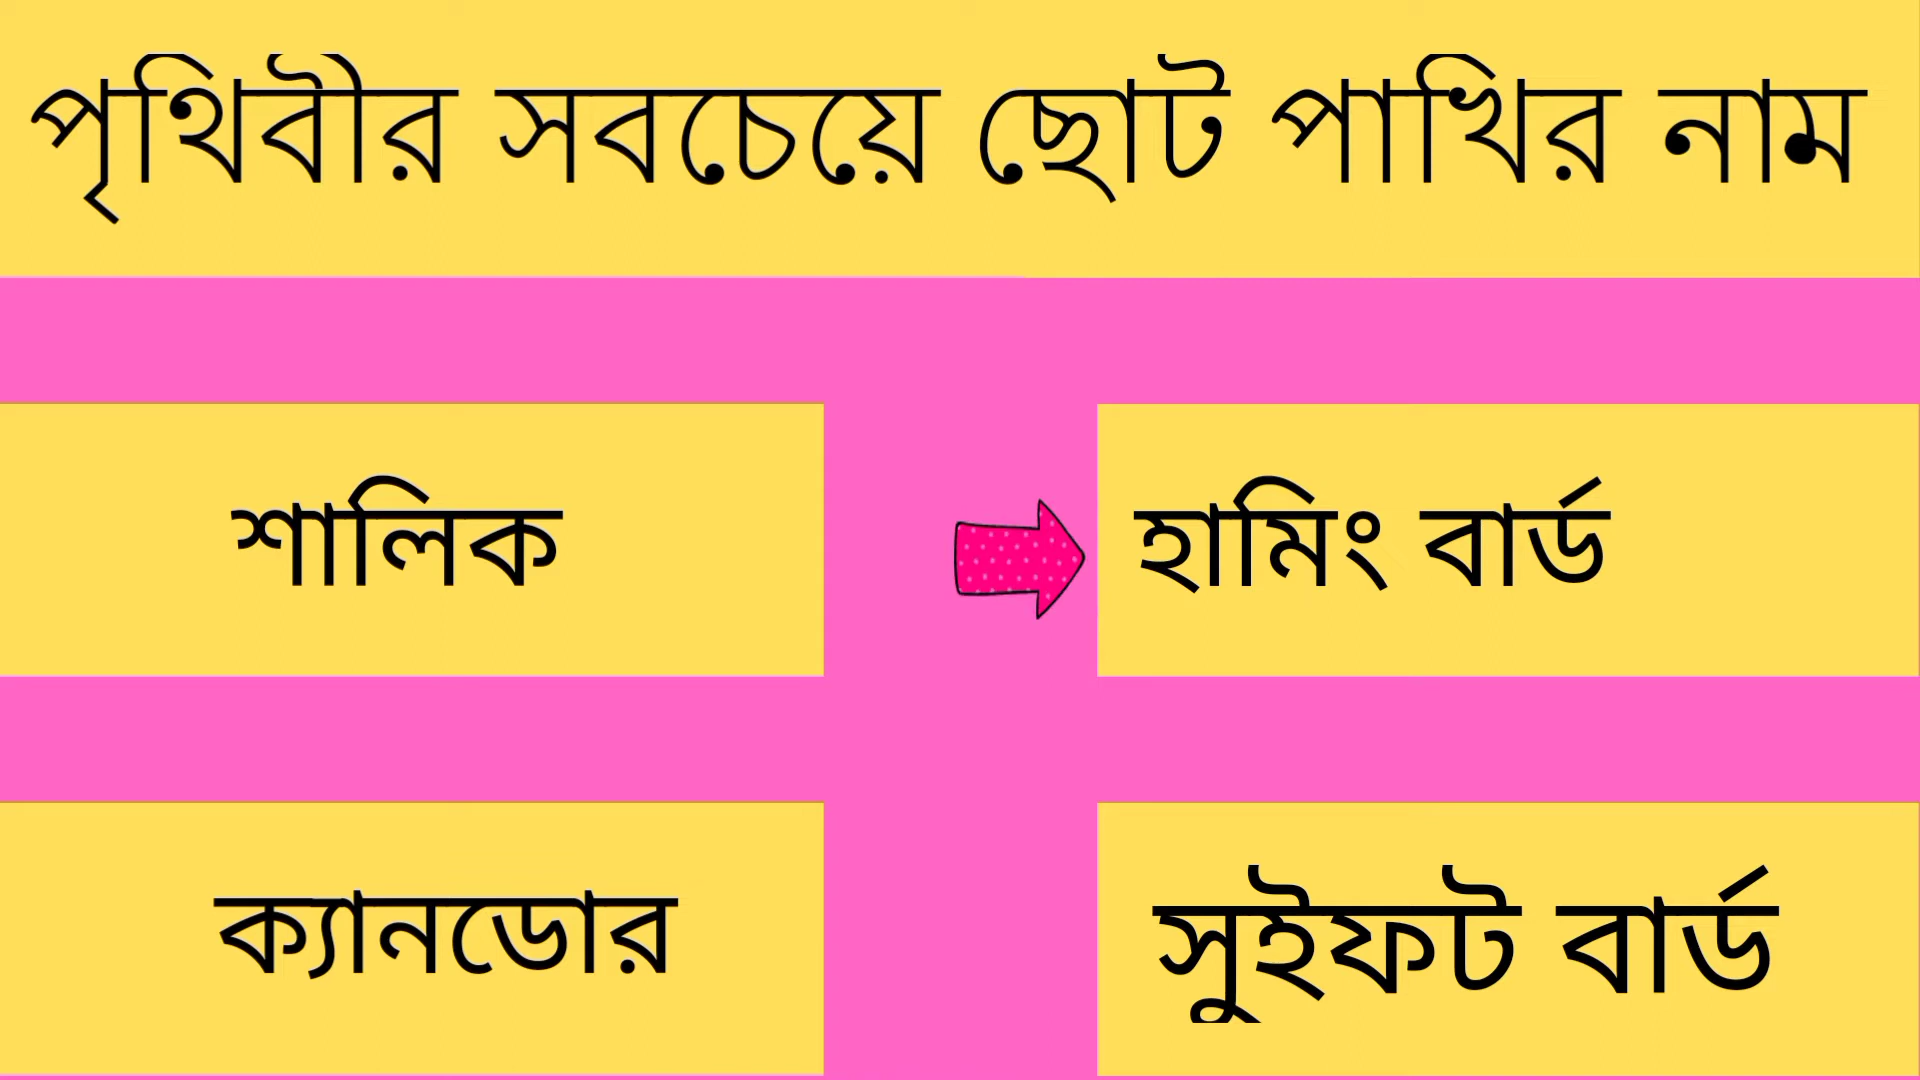 পৃথিবীর সবচেয়ে ছোট পাখির নাম
শালিক
হামিং বার্ড
ক্যানডোর
সুইফট বার্ড